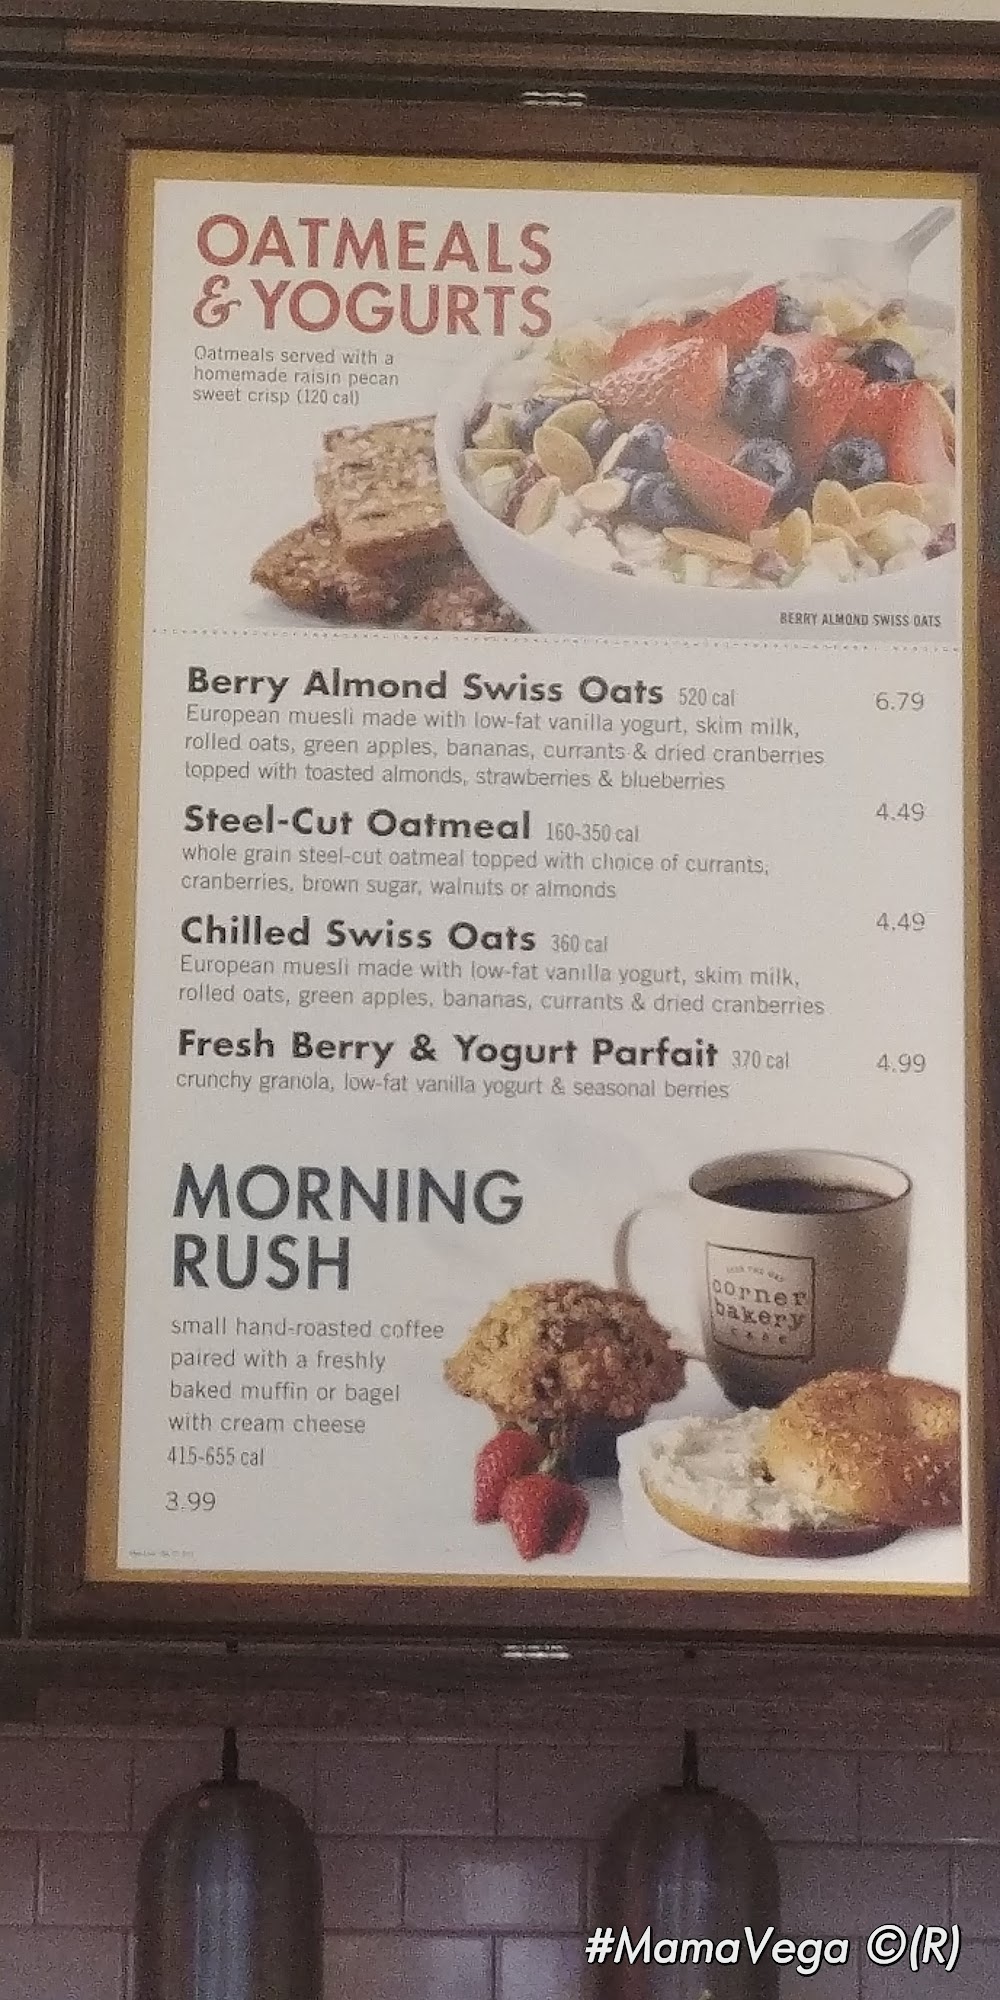 OATMEALS
& YOGURTS
Oatmeals served with a
homemade raisin pecan
sweet crisp (120 cal)
BERRY ALMOND SWISS OATS
Berry Almond Swiss Oats 520 cal 6.79
European muesli made with low-fat vanilla yogurt, skim milk,
rolled oats, green apples, bananas, currants & dried cranberries
topped with toasted almonds, strawberries & blueberries
Steel-Cut Oatmeal 160-350 cal 4.49
whole grain steel-cut oatmeal topped with choice of currants,
cranberries, brown sugar, walnuts or almonds
Chilled Swiss Oats 360 cal 4.49
European muesli made with low-fat vanilla yogurt, skim milk,
rolled oats, green apples, bananas, currants & dried cranberries
Fresh Berry & Yogurt Parfait 370 cal 4.99
crunchy granola, low-fat vanilla yogurt & seasonal berries
MORNING
RUSH
small hand-roasted coffee
paired with a freshly
baked muffin or bagel
with cream cheese
415-655 cal
3.99
corner
bakery
CAFE
#MamaVega ©(R)